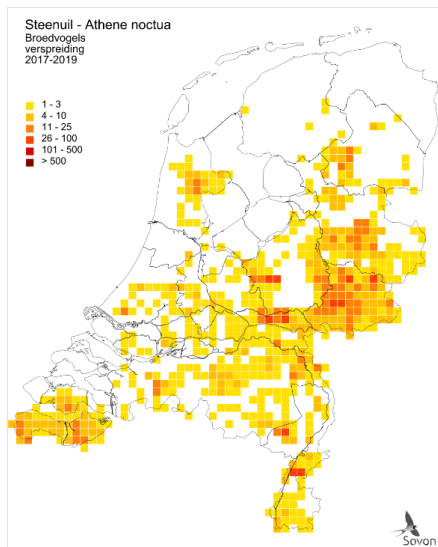 Steenuil - Athene noctua
Broedvogels
verspreiding
2017-2019
1 - 3
4 - 10
11 - 25
26 - 100
101 - 500
> 500
Sovon